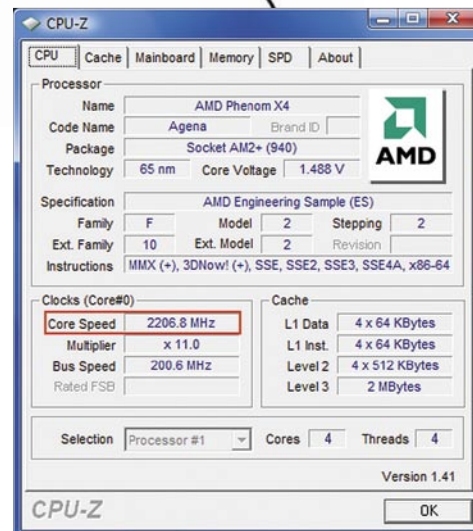 CPU-Z
CPU Cache Mainboard Memory SPD About
Processor
Name AMD Phenom X4
Code Name Agena Brand ID
Package Socket AM2+ (940)
Technology 65 nm Core Voltage 1.488 V
AMD
Specification AMD Engineering Sample (ES)
Family F Model 2 Stepping 2
Ext. Family 10 Ext. Model 2 Revision
Instructions MMX (+), 3DNow! (+), SSE, SSE2, SSE3, SSE4A, x86-64
Clocks (Core#0)
Core Speed 2206.8 MHz
Multiplier x 11.0
Bus Speed 200.6 MHz
Rated FSB
Cache
L1 Data 4 x 64 KBytes
L1 Inst. 4 x 64 KBytes
Level 2 4 x 512 KBytes
Level 3 2 MBytes
Selection Processor #1 Cores 4 Threads 4
Version 1.41
CPU-Z OK